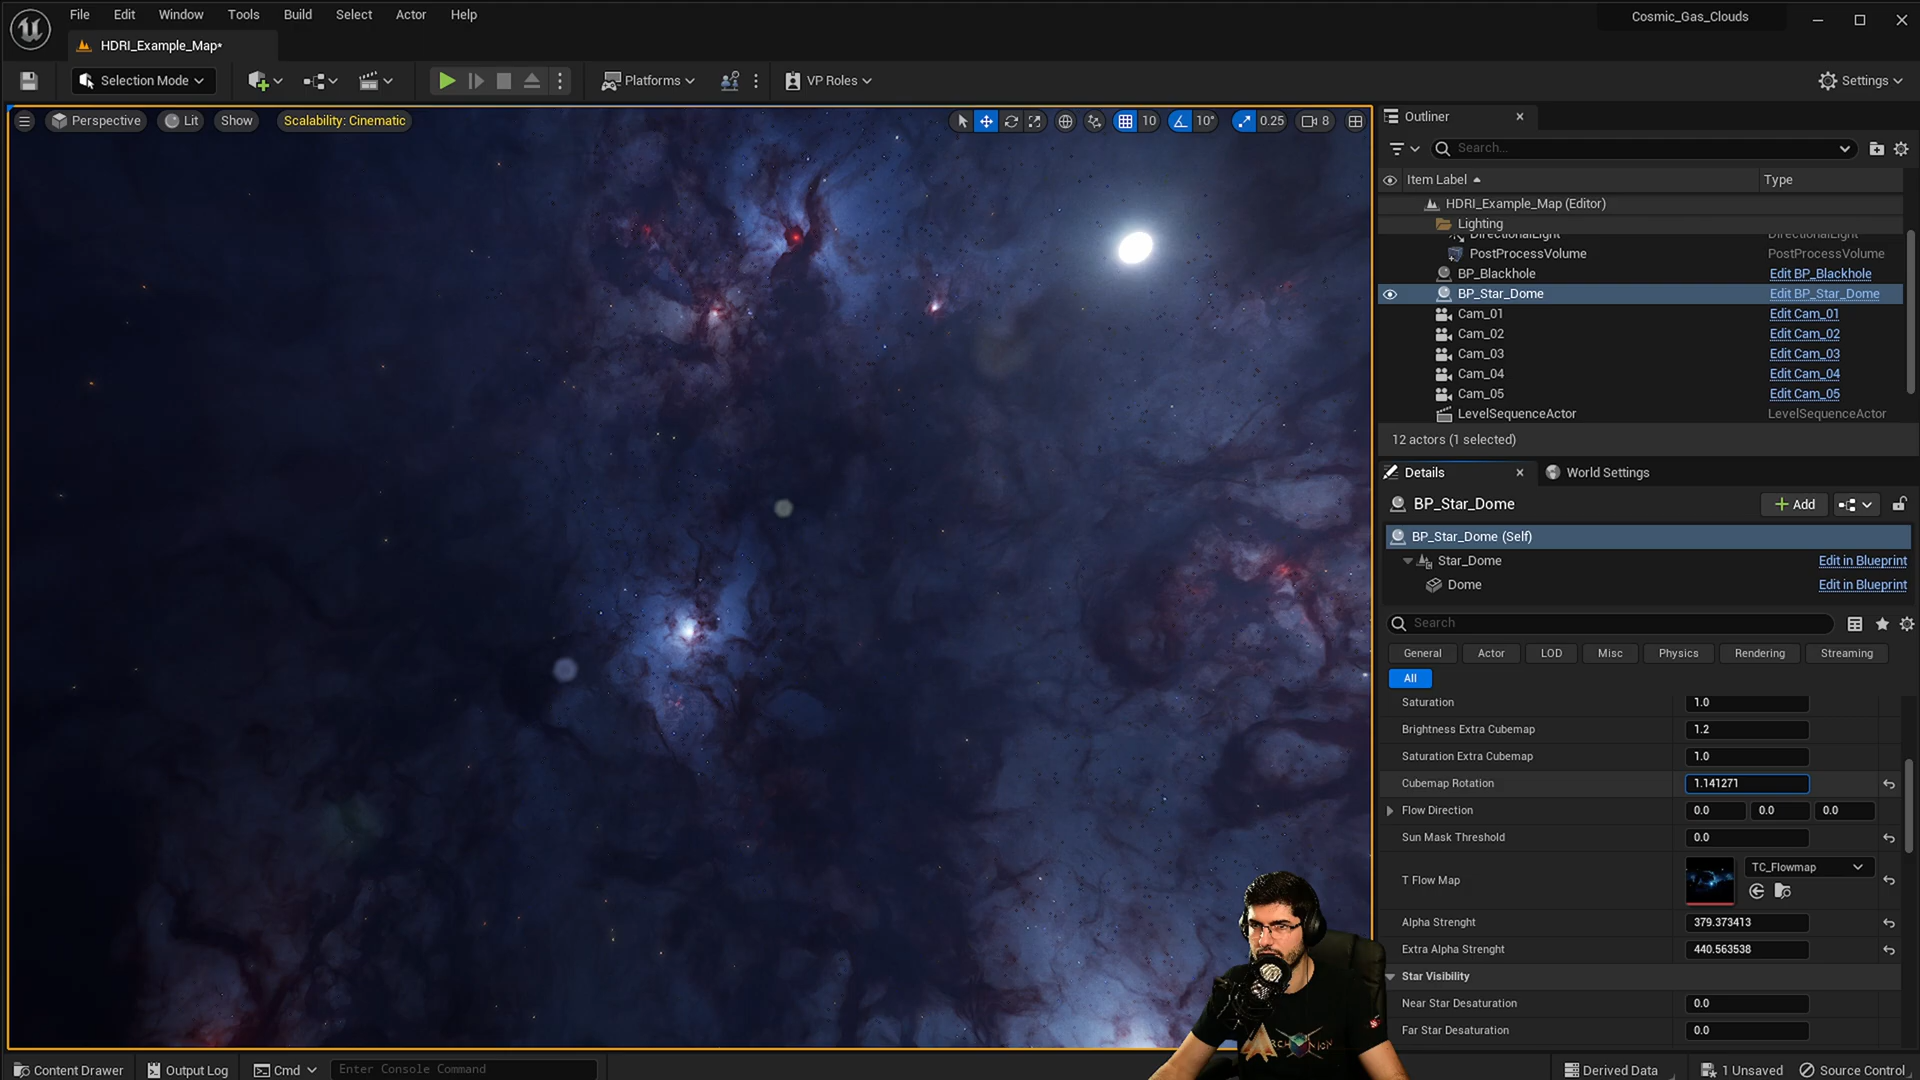 File Edit Window Tools Build Select Actor Help
Cosmic_Gas_Clouds
HDRI_Example_Map*
Selection Mode
Platforms
VP Roles
Settings
Perspective Lit Show Scalability: Cinematic
10 10° 0.25 8
Outliner
Search...
Item Label Type
HDRI_Example_Map (Editor)
Lighting
DirectionalLight DirectionalLight
PostProcessVolume PostProcessVolume
BP_Blackhole Edit BP_Blackhole
BP_Star_Dome Edit BP_Star_Dome
Cam_01 Edit Cam_01
Cam_02 Edit Cam_02
Cam_03 Edit Cam_03
Cam_04 Edit Cam_04
Cam_05 Edit Cam_05
LevelSequenceActor LevelSequenceActor
12 actors (1 selected)
Details World Settings
BP_Star_Dome Add
BP_Star_Dome (Self)
Star_Dome Edit in Blueprint
Dome Edit in Blueprint
Search
General Actor LOD Misc Physics Rendering Streaming
All
Saturation 1.0
Brightness Extra Cubemap 1.2
Saturation Extra Cubemap 1.0
Cubemap Rotation 1.141271
Flow Direction 0.0 0.0 0.0
Sun Mask Threshold 0.0
T Flow Map TC_Flowmap
Alpha Strenght 379.373413
Extra Alpha Strenght 440.563538
Star Visibility
Near Star Desaturation 0.0
Far Star Desaturation 0.0
Content Drawer Output Log Cmd Enter Console Command Derived Data 1 Unsaved Source Control